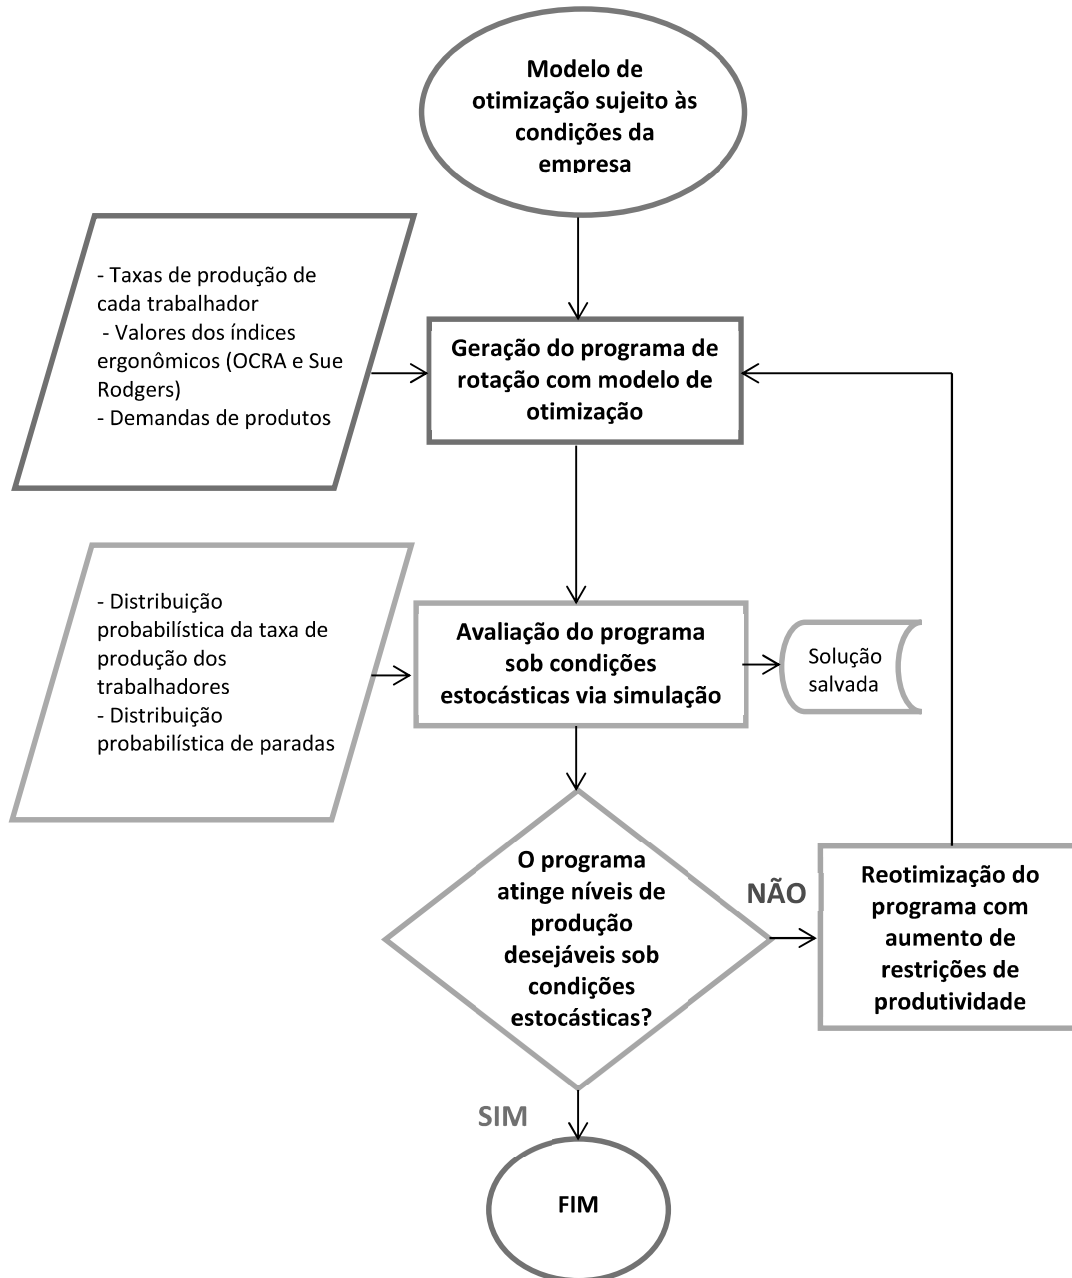 Modelo de
otimização sujeito às
condições da
empresa
- Taxas de produção de
cada trabalhador
- Valores dos índices
ergonômicos (OCRA e Sue
Rodgers)
- Demandas de produtos
Geração do programa de
rotação com modelo de
otimização
- Distribuição
probabilística da taxa de
produção dos
trabalhadores
- Distribuição
probabilística de paradas
Avaliação do programa
sob condições
estocásticas via simulação
Solução
salvada
O programa
atinge níveis de
produção
desejáveis sob
condições
estocásticas?
NÃO
Reotimização do
programa com
aumento de
restrições de
produtividade
SIM
FIM